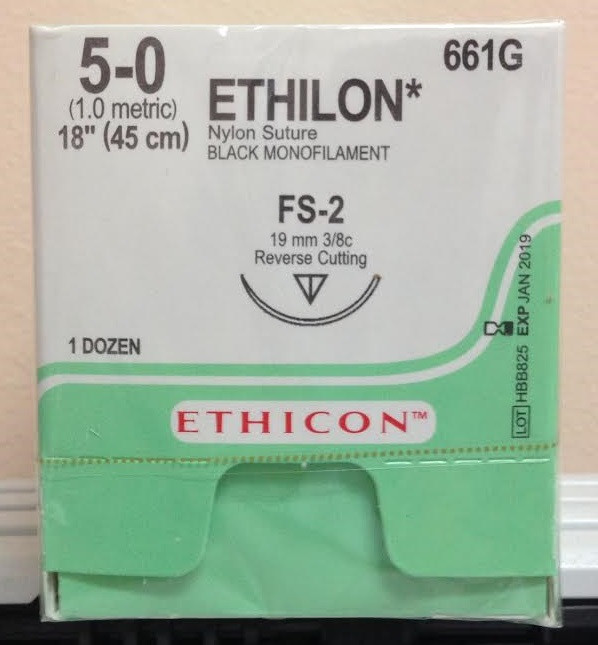 5-0
(1.0 metric)
18" (45 cm)
661G
ETHILON*
Nylon Suture
BLACK MONOFILAMENT
FS-2
19 mm 3/8c
Reverse Cutting
1 DOZEN
LOT HBB825 EXP JAN 2019
ETHICON™